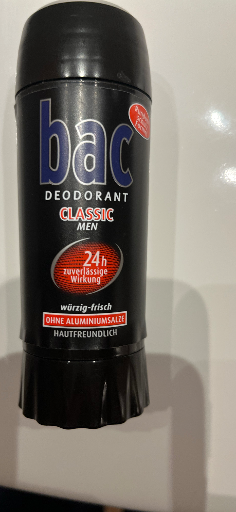 bac
DEODORANT
CLASSIC
MEN
24h
zuverlässige
Wirkung
würzig-frisch
OHNE ALUMINIUMSALZE
HAUTFREUNDLICH